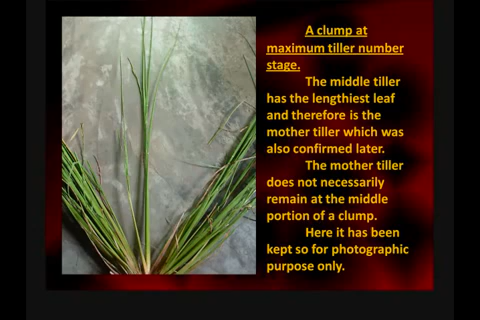 A clump at
maximum tiller number
stage.
The middle tiller
has the lengthiest leaf
and therefore is the
mother tiller which was
also confirmed later.
The mother tiller
does not necessarily
remain at the middle
portion of a clump.
Here it has been
kept so for photographic
purpose only.